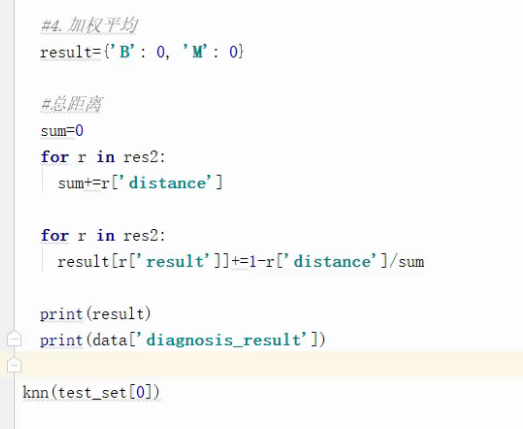 #4.加权平均
result={'B': 0, 'M': 0}
#总距离
sum=0
for r in res2:
sum+=r['distance']
for r in res2:
result[r['result']]+=1-r['distance']/sum
print(result)
print(data['diagnosis_result'])
knn(test_set[0])